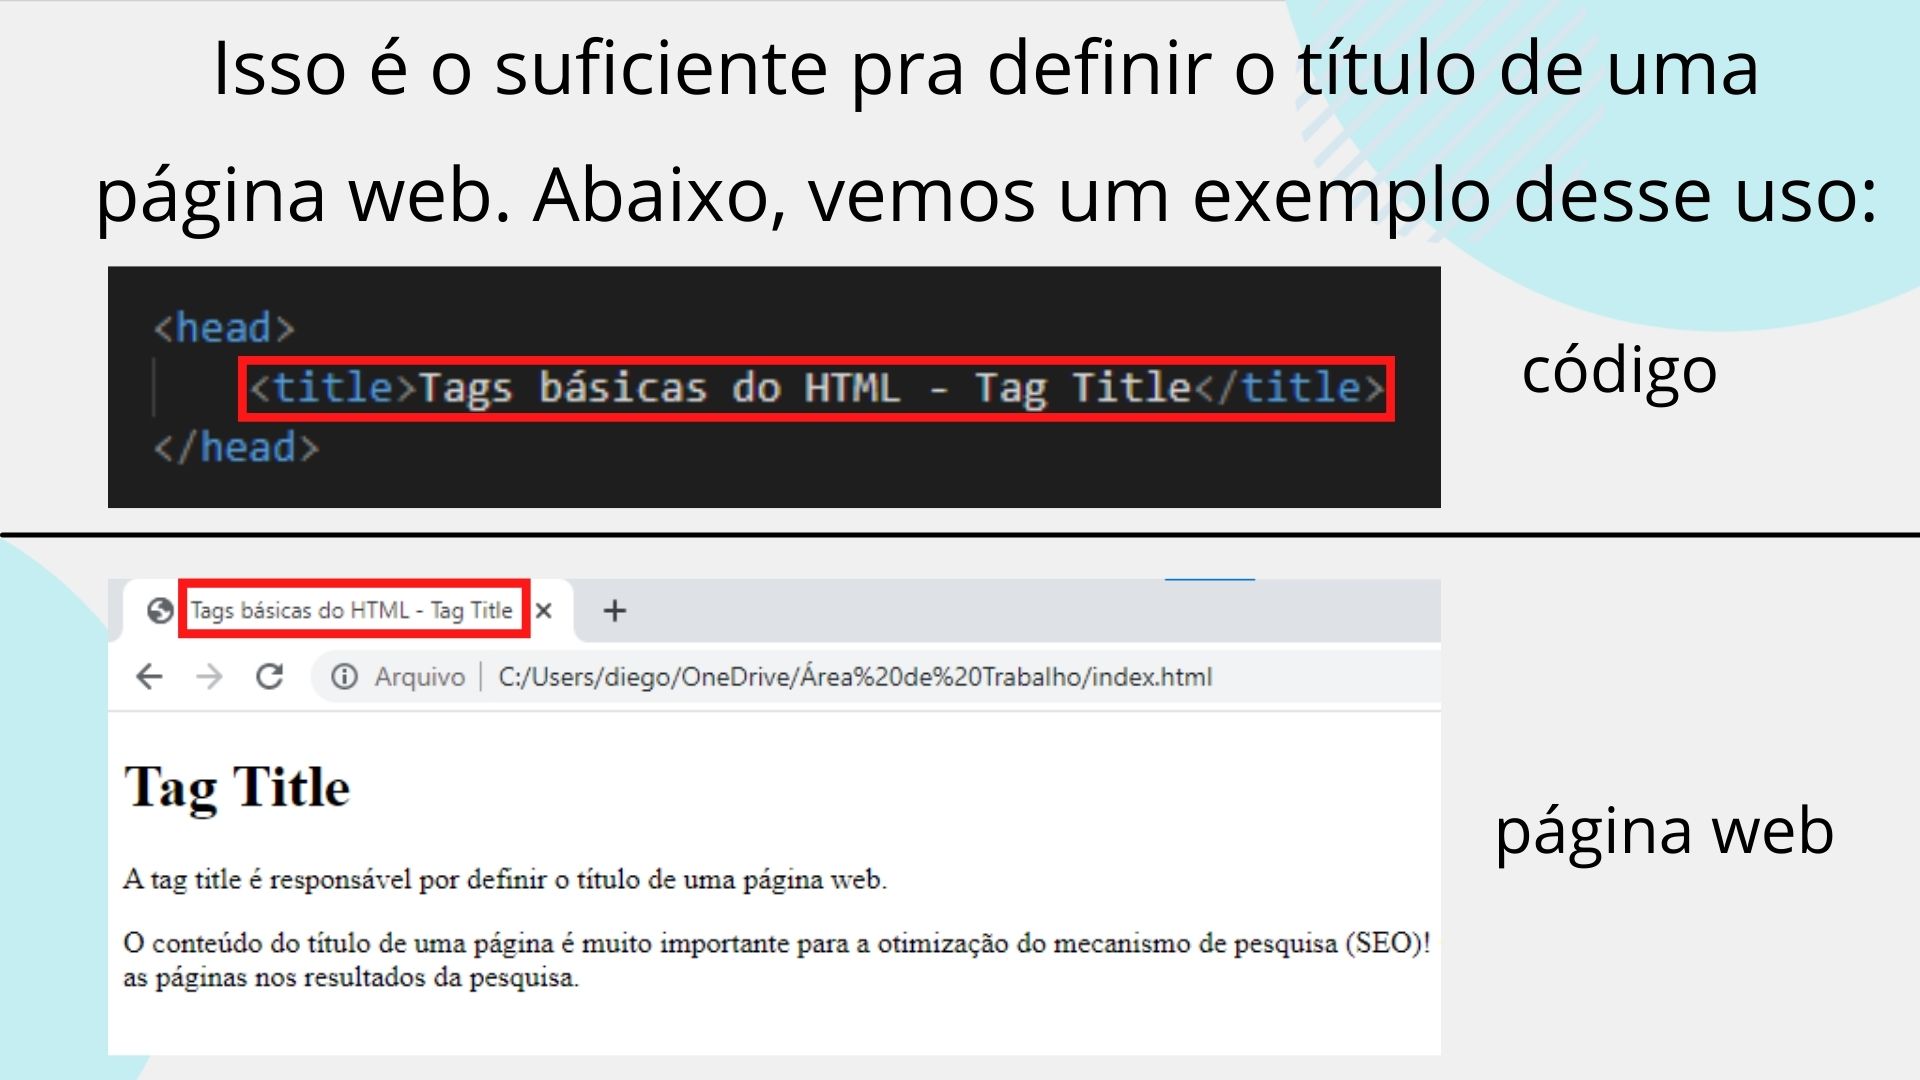 Isso é o suficiente pra definir o título de uma
página web. Abaixo, vemos um exemplo desse uso:
<head>
<title>Tags básicas do HTML - Tag Title</title>
</head>
código
Tags básicas do HTML - Tag Title
Arquivo | C:/Users/diego/OneDrive/Área%20de%20Trabalho/index.html
Tag Title
A tag title é responsável por definir o título de uma página web.
O conteúdo do título de uma página é muito importante para a otimização do mecanismo de pesquisa (SEO)!
as páginas nos resultados da pesquisa.
página web